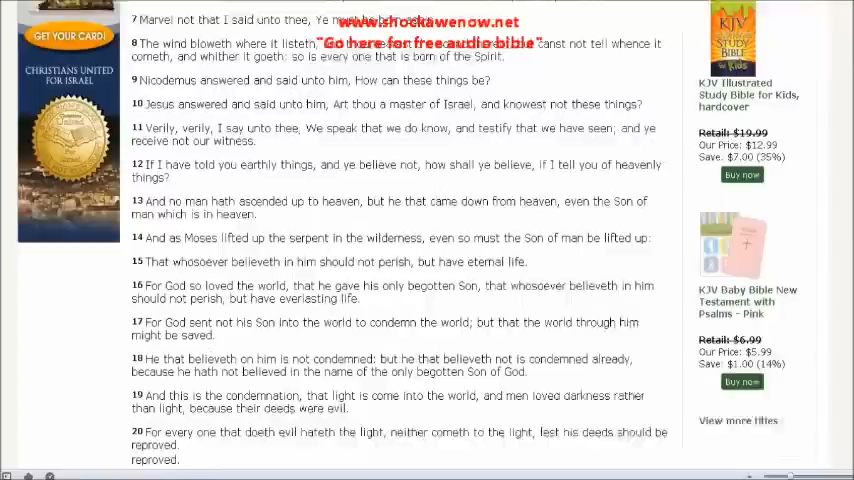 GET YOUR CARD!
CHRISTIANS UNITED
FOR ISRAEL
www.shockawenow.net
"Go here for free audio bible"
7 Marvel not that I said unto thee, Ye must be born again.
8 The wind bloweth where it listeth, canst not tell whence it
cometh, and whither it goeth: so is every one that is born of the Spirit.
9 Nicodemus answered and said unto him, How can these things be?
10 Jesus answered and said unto him, Art thou a master of Israel, and knowest not these things?
11 Verily, verily, I say unto thee, We speak that we do know, and testify that we have seen; and ye
receive not our witness.
12 If I have told you earthly things, and ye believe not, how shall ye believe, if I tell you of heavenly
things?
13 And no man hath ascended up to heaven, but he that came down from heaven, even the Son of
man which is in heaven.
14 And as Moses lifted up the serpent in the wilderness, even so must the Son of man be lifted up:
15 That whosoever believeth in him should not perish, but have eternal life.
16 For God so loved the world, that he gave his only begotten Son, that whosoever believeth in him
should not perish, but have everlasting life.
17 For God sent not his Son into the world to condemn the world; but that the world through him
might be saved.
18 He that believeth on him is not condemned: but he that believeth not is condemned already,
because he hath not believed in the name of the only begotten Son of God.
19 And this is the condemnation, that light is come into the world, and men loved darkness rather
than light, because their deeds were evil.
20 For every one that doeth evil hateth the light, neither cometh to the light, lest his deeds should be
reproved.
reproved.
KJV
STUDY
BIBLE
KJV Illustrated
Study Bible for Kids,
hardcover
Retail: $19.99
Our Price: $12.99
Save: $7.00 (35%)
Buy now
KJV Baby Bible New
Testament with
Psalms - Pink
Retail: $6.99
Our Price: $5.99
Save: $1.00 (14%)
Buy now
View more titles